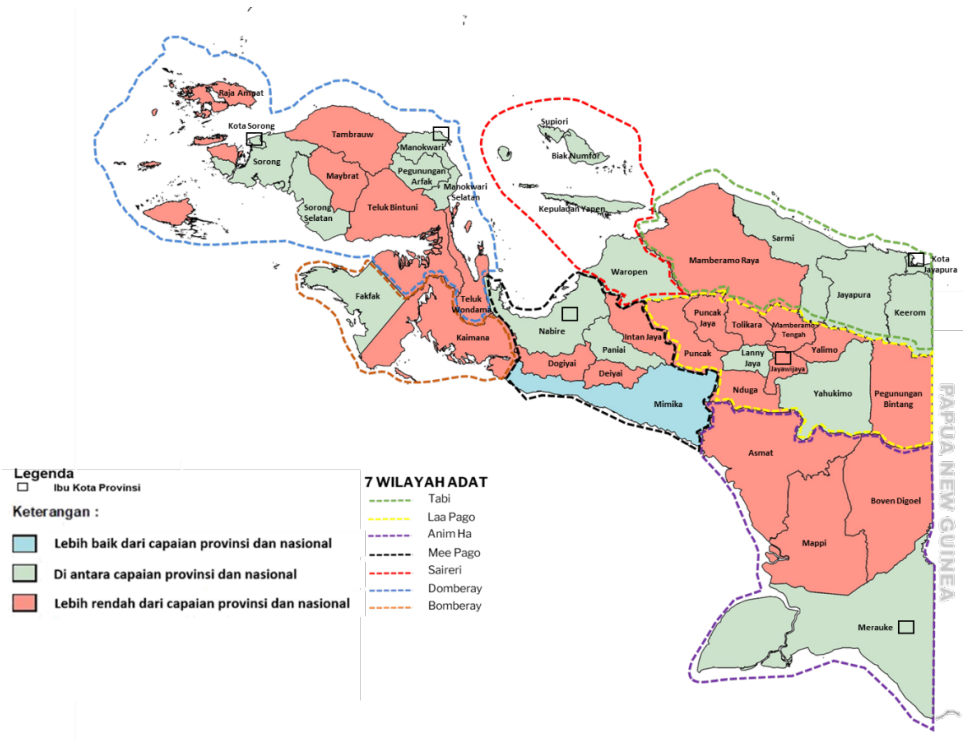 Raja Ampat
Kota Sorong
Sorong
Tambrauw
Manokwari
Maybrat
Pegunungan
Arfak
Manokwari
Selatan
Sorong
Selatan
Teluk Bintuni
Fakfak
Teluk
Wondama
Kaimana
Supiori
Biak Numfor
Kepulauan Yapen
Waropen
Mamberamo Raya
Sarmi
Kota
Jayapura
Jayapura
Keerom
Nabire
Intan Jaya
Paniai
Dogiyai
Deiyai
Mimika
Puncak
Jaya
Tolikara
Mamberamo
Tengah
Puncak
Lanny
Jaya
Yalimo
Jayawijaya
Nduga
Yahukimo
Pegunungan
Bintang
Asmat
Boven Digoel
Mappi
Merauke
PAPUA NEW GUINEA
Legenda
Ibu Kota Provinsi
Keterangan :
Lebih baik dari capaian provinsi dan nasional
Di antara capaian provinsi dan nasional
Lebih rendah dari capaian provinsi dan nasional
7 WILAYAH ADAT
Tabi
Laa Pago
Anim Ha
Mee Pago
Saireri
Domberay
Bomberay